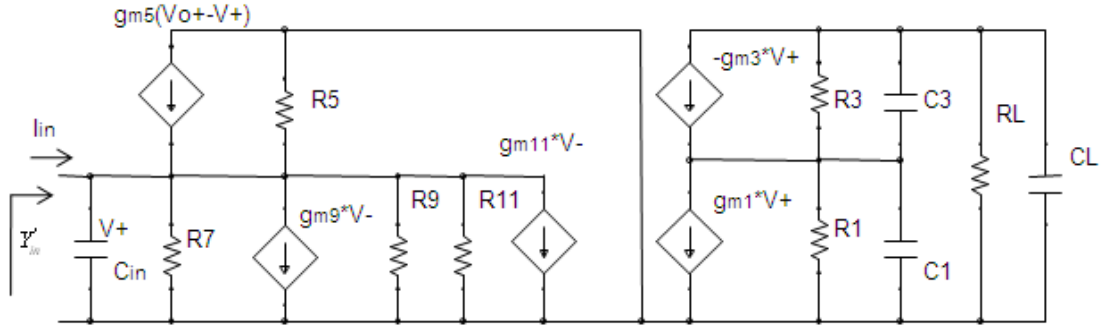 gm5(Vo+-V+)
-gm3*V+
R5
R3
C3
RL
Iin
gm11*V-
CL
V+
R7
gm9*V-
R9
R11
gm1*V+
R1
Y'in
Cin
C1